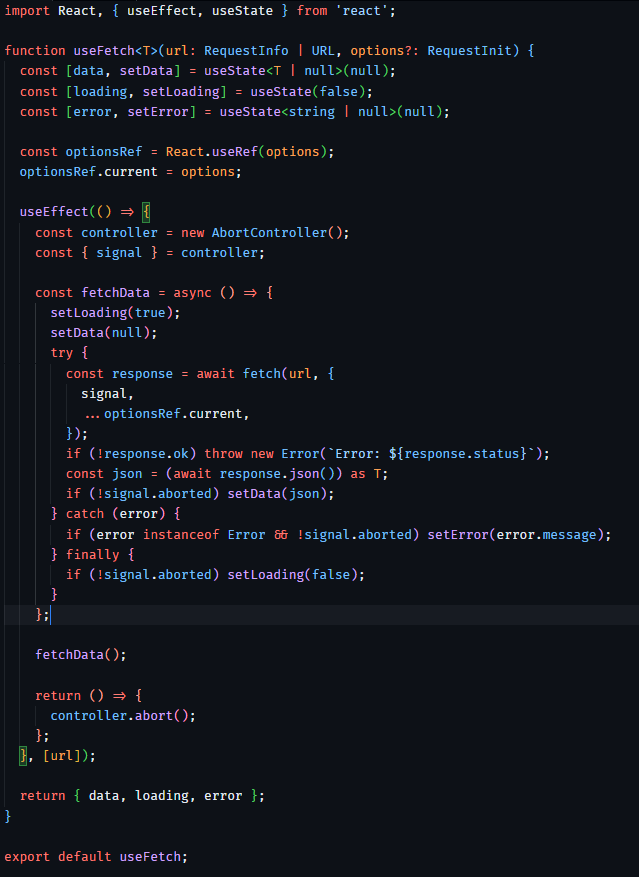 import React, { useEffect, useState } from 'react';
function useFetch<T>(url: RequestInfo | URL, options?: RequestInit) {
  const [data, setData] = useState<T | null>(null);
  const [loading, setLoading] = useState(false);
  const [error, setError] = useState<string | null>(null);
  const optionsRef = React.useRef(options);
  optionsRef.current = options;
  useEffect(() => {
    const controller = new AbortController();
    const { signal } = controller;
    const fetchData = async () => {
      setLoading(true);
      setData(null);
      try {
        const response = await fetch(url, {
          signal,
          ...optionsRef.current,
        });
        if (!response.ok) throw new Error(`Error: ${response.status}`);
        const json = (await response.json()) as T;
        if (!signal.aborted) setData(json);
      } catch (error) {
        if (error instanceof Error && !signal.aborted) setError(error.message);
      } finally {
        if (!signal.aborted) setLoading(false);
      }
    };
    fetchData();
    return () => {
      controller.abort();
    };
  }, [url]);
  return { data, loading, error };
}
export default useFetch;